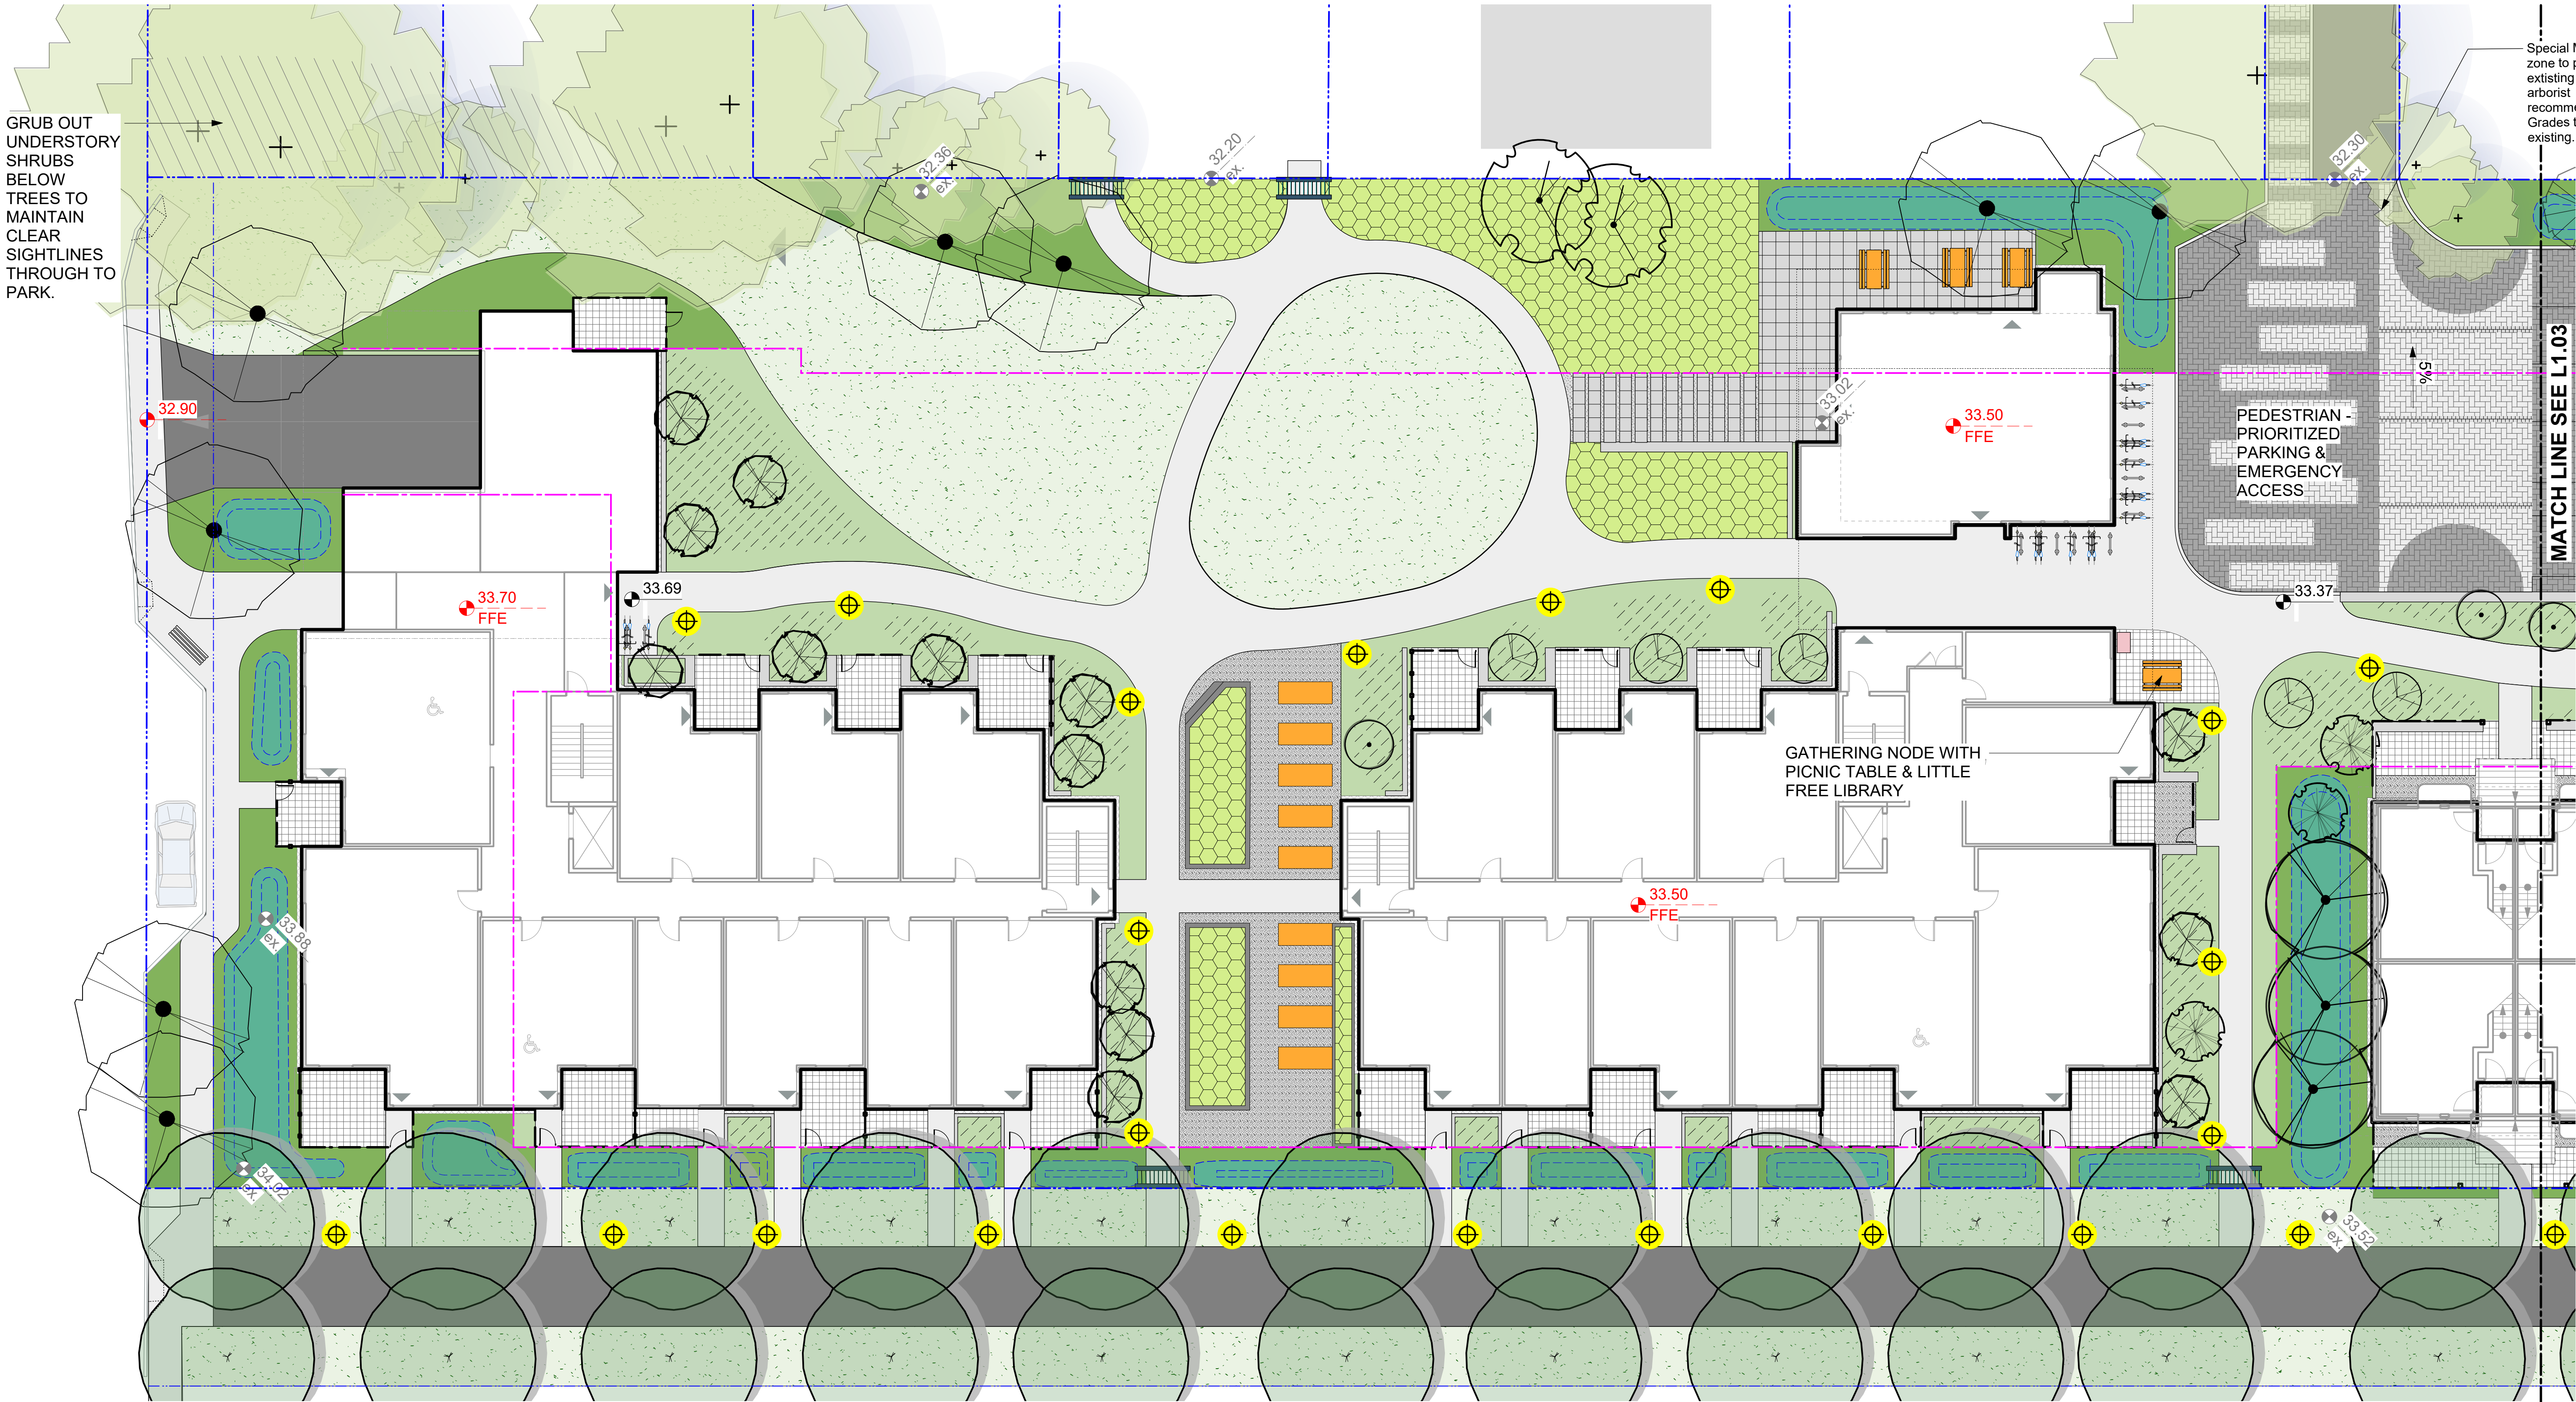 GRUB OUT
UNDERSTORY
SHRUBS
BELOW
TREES TO
MAINTAIN
CLEAR
SIGHTLINES
THROUGH TO
PARK.
32.36
ex.
32.20
ex.
32.30
ex.
Special
zone to
extisting
arborist
Grades
existing.
32.90
33.02
ex.
33.50
FFE
5%
PEDESTRIAN -
PRIORITIZED
PARKING &
EMERGENCY
ACCESS
MATCH LINE SEE L1.03
33.70
FFE
33.69
33.37
GATHERING NODE WITH
PICNIC TABLE & LITTLE
FREE LIBRARY
33.50
FFE
33.88
ex.
34.02
ex.
33.52
ex.